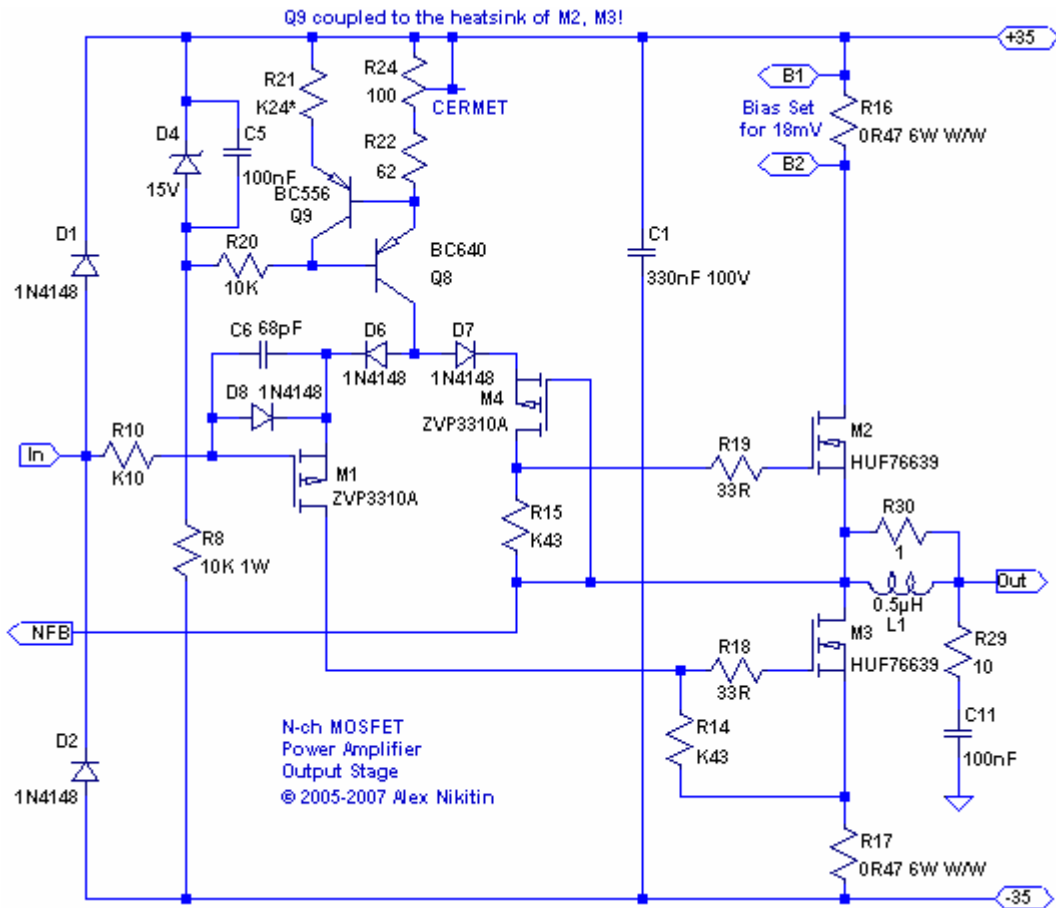 Q9 coupled to the heatsink of M2, M3!
+35
R21
K24*
R24
100
CERMET
B1
Bias Set
for 18mV
R16
0R47 6W W/W
B2
D4
15V
C5
100nF
R22
62
BC556
Q9
D1
1N4148
R20
10K
BC640
Q8
C1
330nF 100V
C6 68pF
D6
1N4148
D7
1N4148
D8 1N4148
M4
ZVP3310A
In
R10
K10
M1
ZVP3310A
R19
33R
M2
HUF76639
R15
K43
R30
1
R8
10K 1W
Out
0.5µH
L1
NFB
R18
33R
M3
HUF76639
R29
10
R14
K43
C11
100nF
D2
1N4148
N-ch MOSFET
Power Amplifier
Output Stage
© 2005-2007 Alex Nikitin
R17
0R47 6W W/W
-35